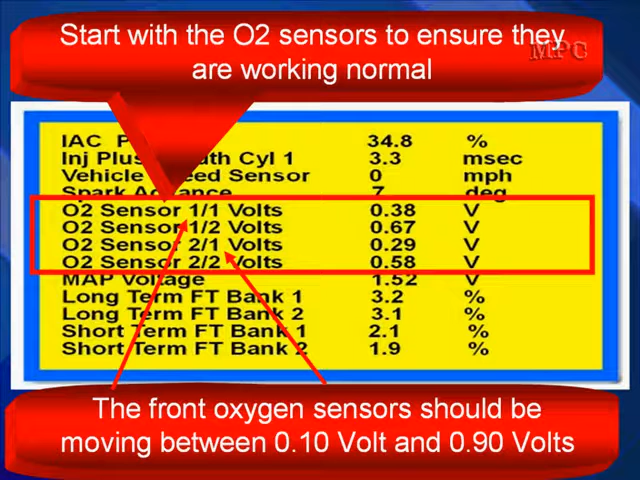 Start with the O2 sensors to ensure they
are working normal
MPC
IAC P 34.8 %
Inj Plus th Cyl 1 3.3 msec
Vehicle eed Sensor 0 mph
Spark Advance 7 deg
O2 Sensor 1/1 Volts 0.38 V
O2 Sensor 1/2 Volts 0.67 V
O2 Sensor 2/1 Volts 0.29 V
O2 Sensor 2/2 Volts 0.58 V
MAP Voltage 1.52 V
Long Term FT Bank 1 3.2 %
Long Term FT Bank 2 3.1 %
Short Term FT Bank 1 2.1 %
Short Term FT Bank 2 1.9 %
The front oxygen sensors should be
moving between 0.10 Volt and 0.90 Volts